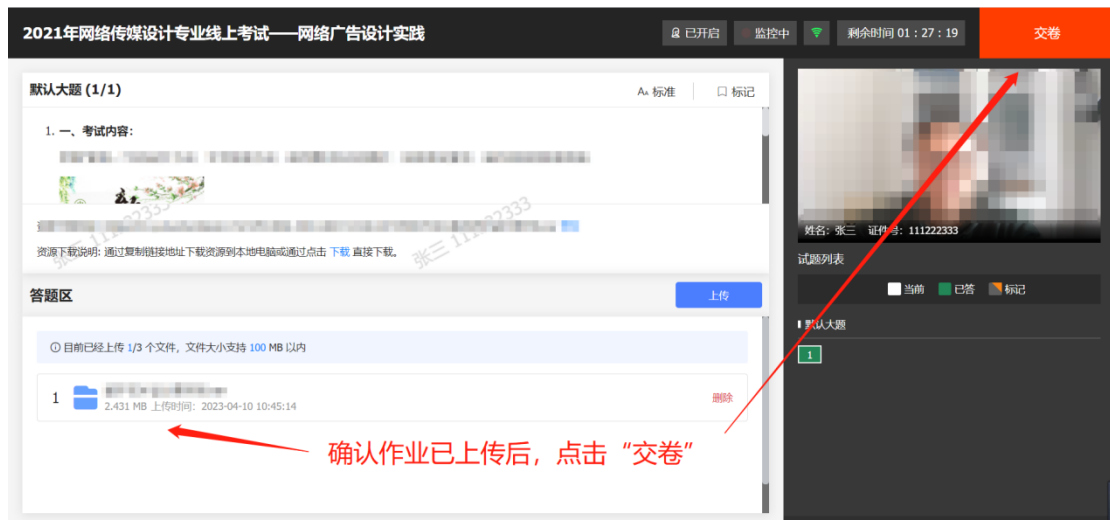 2021年网络传媒设计专业线上考试——网络广告设计实践
已开启
监控中
剩余时间 01：27：19
交卷
默认大题 (1/1)
标准
标记
1. 一、考试内容:
张三 111222333
张三 111222333
资源下载说明: 通过复制链接地址下载资源到本地电脑或通过点击 下载 直接下载。
答题区
上传
目前已经上传 1/3 个文件，文件大小支持 100 MB 以内
1
2.431 MB 上传时间: 2023-04-10 10:45:14
删除
确认作业已上传后，点击“交卷”
姓名: 张三 证件号: 111222333
试题列表
当前
已答
标记
默认大题
1